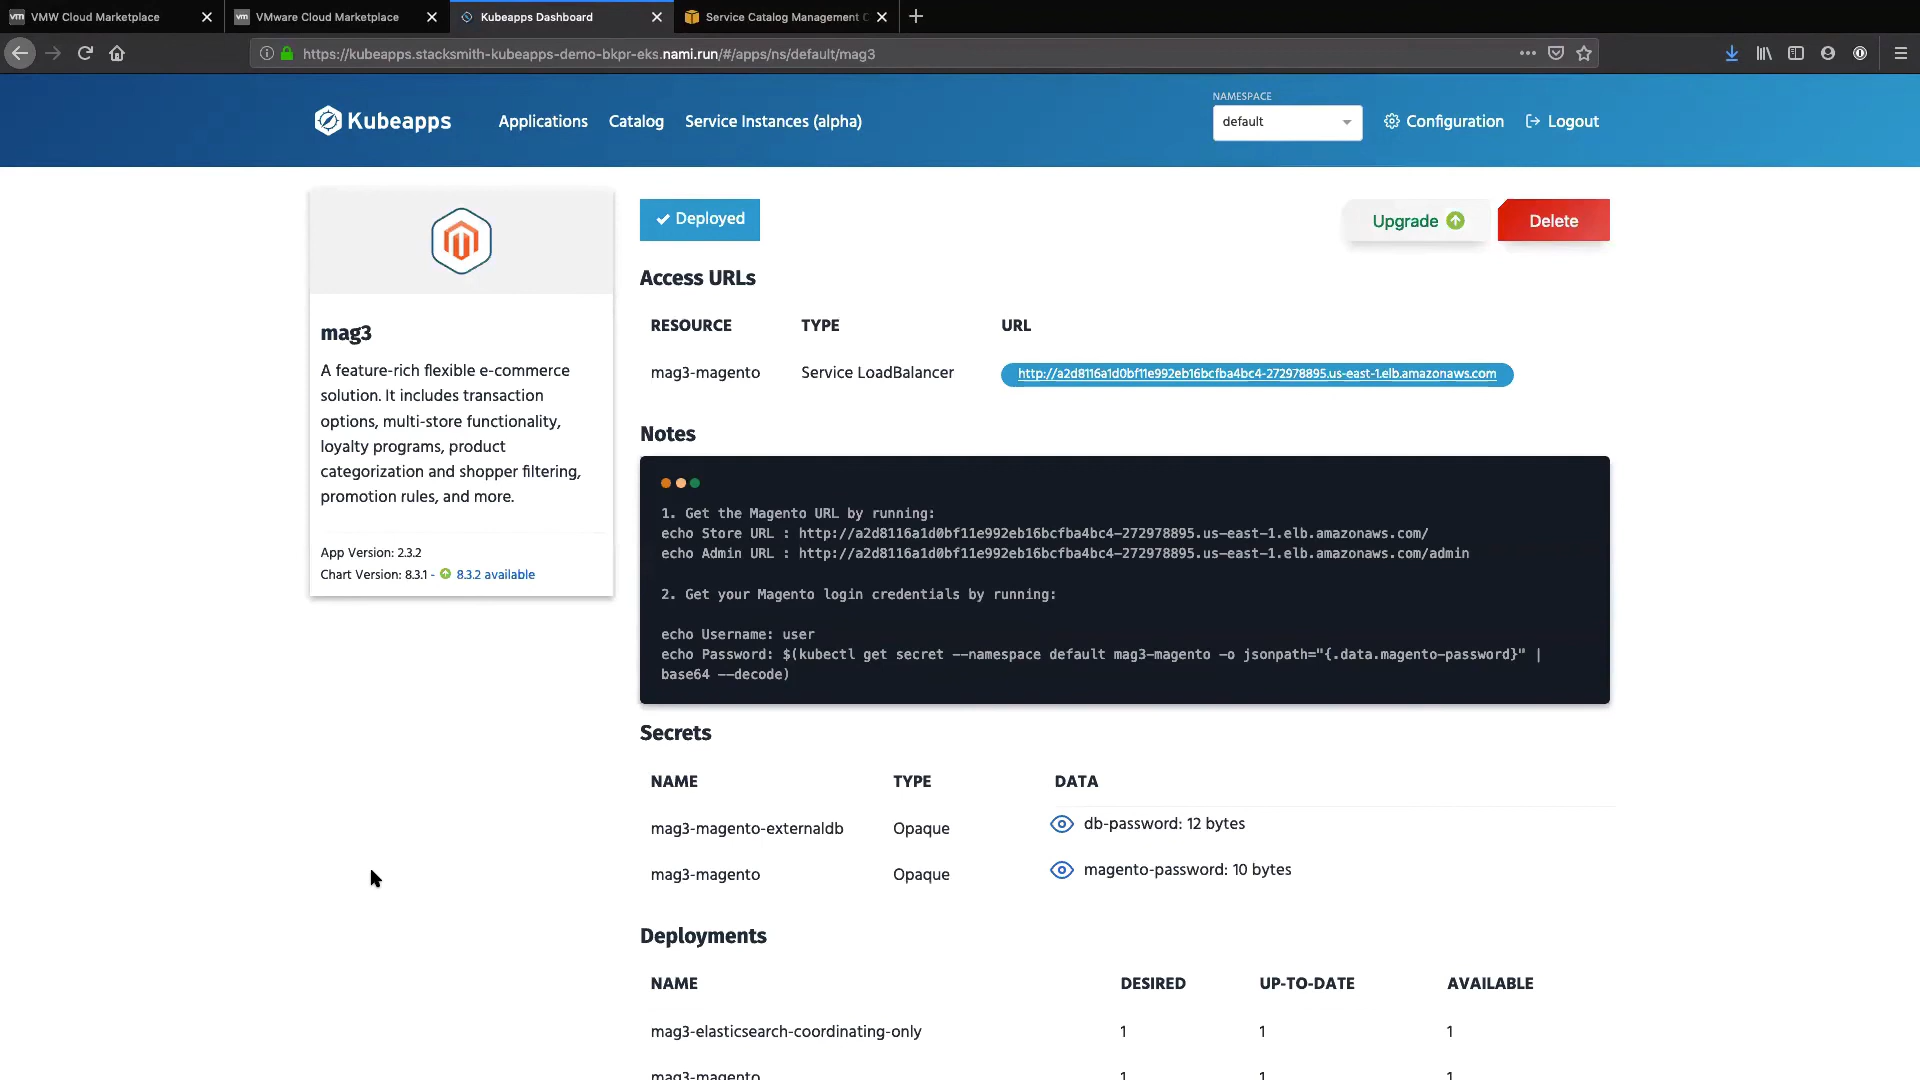 VMW Cloud Marketplace
VMware Cloud Marketplace
Kubeapps Dashboard
Service Catalog Management
https://kubeapps.stacksmith-kubeapps-demo-bkpr-eks.nami.run/#/apps/ns/default/mag3
Kubeapps
Applications
Catalog
Service Instances (alpha)
NAMESPACE
default
Configuration
Logout
mag3
A feature-rich flexible e-commerce
solution. It includes transaction
options, multi-store functionality,
loyalty programs, product
categorization and shopper filtering,
promotion rules, and more.
App Version: 2.3.2
Chart Version: 8.3.1 - 8.3.2 available
Deployed
Upgrade
Delete
Access URLs
RESOURCE TYPE URL
mag3-magento Service LoadBalancer http://a2d8116a1d0bf11e992eb16bcfba4bc4-272978895.us-east-1.elb.amazonaws.com
Notes
1. Get the Magento URL by running:
echo Store URL : http://a2d8116a1d0bf11e992eb16bcfba4bc4-272978895.us-east-1.elb.amazonaws.com/
echo Admin URL : http://a2d8116a1d0bf11e992eb16bcfba4bc4-272978895.us-east-1.elb.amazonaws.com/admin
2. Get your Magento login credentials by running:
echo Username: user
echo Password: $(kubectl get secret --namespace default mag3-magento -o jsonpath="{.data.magento-password}" |
base64 --decode)
Secrets
NAME TYPE DATA
mag3-magento-externaldb Opaque db-password: 12 bytes
mag3-magento Opaque magento-password: 10 bytes
Deployments
NAME DESIRED UP-TO-DATE AVAILABLE
mag3-elasticsearch-coordinating-only 1 1 1
mag3-magento 1 1 1